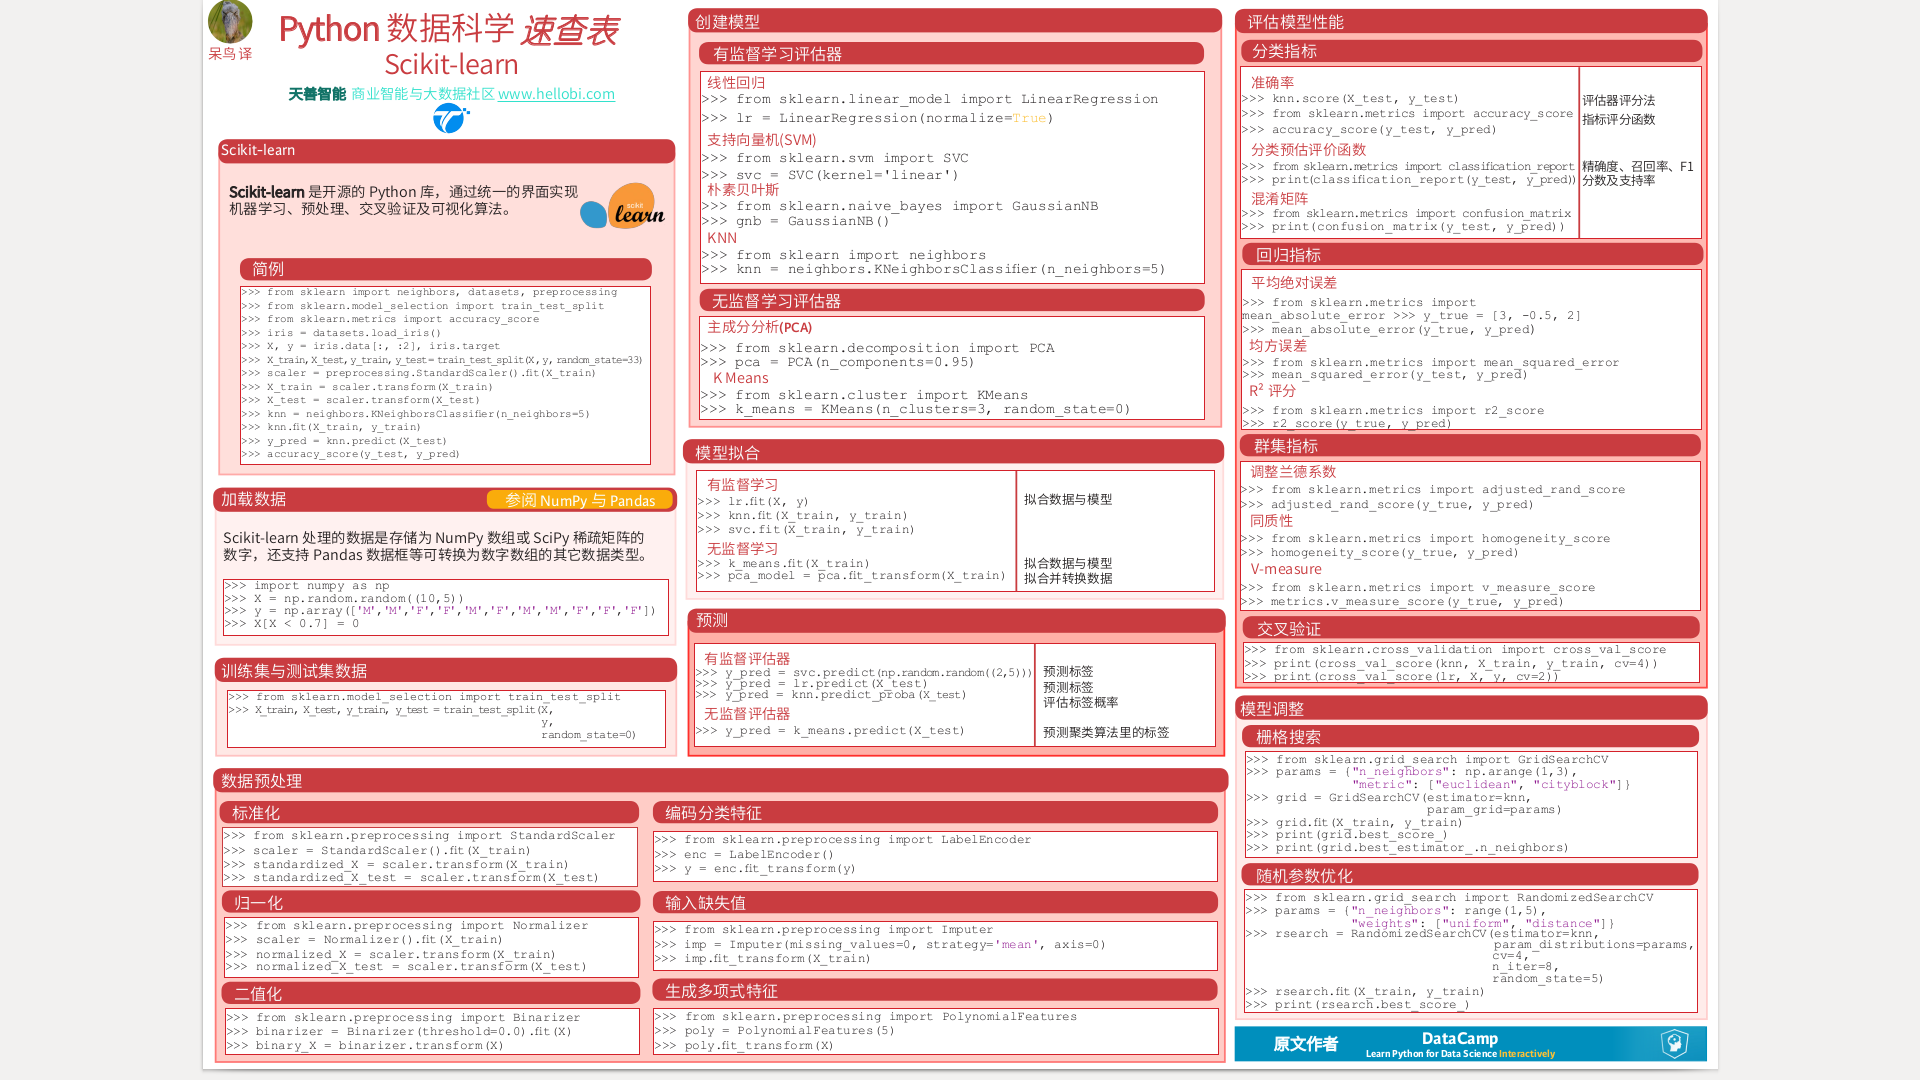 呆鸟 译
Python 数据科学 速查表
Scikit-learn
天善智能 商业智能与大数据社区 www.hellobi.com
Scikit-learn
Scikit-learn 是开源的 Python 库，通过统一的界面实现
机器学习、预处理、交叉验证及可视化算法。
scikit
learn
简例
>>> from sklearn import neighbors, datasets, preprocessing
>>> from sklearn.model_selection import train_test_split
>>> from sklearn.metrics import accuracy_score
>>> iris = datasets.load_iris()
>>> X, y = iris.data[:, :2], iris.target
>>> X_train, X_test, y_train, y_test = train_test_split(X, y, random_state=33)
>>> scaler = preprocessing.StandardScaler().fit(X_train)
>>> X_train = scaler.transform(X_train)
>>> X_test = scaler.transform(X_test)
>>> knn = neighbors.KNeighborsClassifier(n_neighbors=5)
>>> knn.fit(X_train, y_train)
>>> y_pred = knn.predict(X_test)
>>> accuracy_score(y_test, y_pred)
加载数据
参阅 NumPy 与 Pandas
Scikit-learn 处理的数据是存储为 NumPy 数组或 SciPy 稀疏矩阵的
数字，还支持 Pandas 数据框等可转换为数字数组的其它数据类型。
>>> import numpy as np
>>> X = np.random.random((10,5))
>>> y = np.array(['M','M','F','F','M','F','M','M','F','F','F'])
>>> X[X < 0.7] = 0
训练集与测试集数据
>>> from sklearn.model_selection import train_test_split
>>> X_train, X_test, y_train, y_test = train_test_split(X,
y,
random_state=0)
数据预处理
标准化
>>> from sklearn.preprocessing import StandardScaler
>>> scaler = StandardScaler().fit(X_train)
>>> standardized_X = scaler.transform(X_train)
>>> standardized_X_test = scaler.transform(X_test)
归一化
>>> from sklearn.preprocessing import Normalizer
>>> scaler = Normalizer().fit(X_train)
>>> normalized_X = scaler.transform(X_train)
>>> normalized_X_test = scaler.transform(X_test)
二值化
>>> from sklearn.preprocessing import Binarizer
>>> binarizer = Binarizer(threshold=0.0).fit(X)
>>> binary_X = binarizer.transform(X)
编码分类特征
>>> from sklearn.preprocessing import LabelEncoder
>>> enc = LabelEncoder()
>>> y = enc.fit_transform(y)
输入缺失值
>>> from sklearn.preprocessing import Imputer
>>> imp = Imputer(missing_values=0, strategy='mean', axis=0)
>>> imp.fit_transform(X_train)
生成多项式特征
>>> from sklearn.preprocessing import PolynomialFeatures
>>> poly = PolynomialFeatures(5)
>>> poly.fit_transform(X)
创建模型
有监督学习评估器
线性回归
>>> from sklearn.linear_model import LinearRegression
>>> lr = LinearRegression(normalize=True)
支持向量机(SVM)
>>> from sklearn.svm import SVC
>>> svc = SVC(kernel='linear')
朴素贝叶斯
>>> from sklearn.naive_bayes import GaussianNB
>>> gnb = GaussianNB()
KNN
>>> from sklearn import neighbors
>>> knn = neighbors.KNeighborsClassifier(n_neighbors=5)
无监督学习评估器
主成分分析(PCA)
>>> from sklearn.decomposition import PCA
>>> pca = PCA(n_components=0.95)
K Means
>>> from sklearn.cluster import KMeans
>>> k_means = KMeans(n_clusters=3, random_state=0)
模型拟合
有监督学习
>>> lr.fit(X, y) 拟合数据与模型
>>> knn.fit(X_train, y_train)
>>> svc.fit(X_train, y_train)
无监督学习
>>> k_means.fit(X_train) 拟合数据与模型
>>> pca_model = pca.fit_transform(X_train) 拟合并转换数据
预测
有监督评估器
>>> y_pred = svc.predict(np.random.random((2,5))) 预测标签
>>> y_pred = lr.predict(X_test) 预测标签
>>> y_pred = knn.predict_proba(X_test) 评估标签概率
无监督评估器
>>> y_pred = k_means.predict(X_test) 预测聚类算法里的标签
评估模型性能
分类指标
准确率
>>> knn.score(X_test, y_test) 评估器评分法
>>> from sklearn.metrics import accuracy_score 指标评分函数
>>> accuracy_score(y_test, y_pred)
分类预估评价函数
>>> from sklearn.metrics import classification_report 精确度、召回率、F1
>>> print(classification_report(y_test, y_pred)) 分数及支持率
混淆矩阵
>>> from sklearn.metrics import confusion_matrix
>>> print(confusion_matrix(y_test, y_pred))
回归指标
平均绝对误差
>>> from sklearn.metrics import
mean_absolute_error >>> y_true = [3, -0.5, 2]
>>> mean_absolute_error(y_true, y_pred)
均方误差
>>> from sklearn.metrics import mean_squared_error
>>> mean_squared_error(y_test, y_pred)
R² 评分
>>> from sklearn.metrics import r2_score
>>> r2_score(y_true, y_pred)
群集指标
调整兰德系数
>>> from sklearn.metrics import adjusted_rand_score
>>> adjusted_rand_score(y_true, y_pred)
同质性
>>> from sklearn.metrics import homogeneity_score
>>> homogeneity_score(y_true, y_pred)
V-measure
>>> from sklearn.metrics import v_measure_score
>>> metrics.v_measure_score(y_true, y_pred)
交叉验证
>>> from sklearn.cross_validation import cross_val_score
>>> print(cross_val_score(knn, X_train, y_train, cv=4))
>>> print(cross_val_score(lr, X, y, cv=2))
模型调整
栅格搜索
>>> from sklearn.grid_search import GridSearchCV
>>> params = {"n_neighbors": np.arange(1,3),
"metric": ["euclidean", "cityblock"]}
>>> grid = GridSearchCV(estimator=knn,
param_grid=params)
>>> grid.fit(X_train, y_train)
>>> print(grid.best_score_)
>>> print(grid.best_estimator_.n_neighbors)
随机参数优化
>>> from sklearn.grid_search import RandomizedSearchCV
>>> params = {"n_neighbors": range(1,5),
"weights": ["uniform", "distance"]}
>>> rsearch = RandomizedSearchCV(estimator=knn,
param_distributions=params,
cv=4,
n_iter=8,
random_state=5)
>>> rsearch.fit(X_train, y_train)
>>> print(rsearch.best_score_)
原文作者
DataCamp
Learn Python for Data Science Interactively